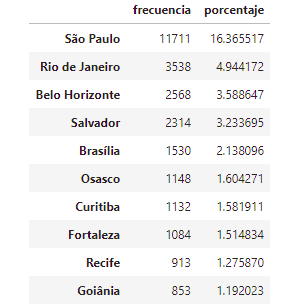 frecuencia porcentaje
São Paulo 11711 16.365517
Rio de Janeiro 3538 4.944172
Belo Horizonte 2568 3.588647
Salvador 2314 3.233695
Brasília 1530 2.138096
Osasco 1148 1.604271
Curitiba 1132 1.581911
Fortaleza 1084 1.514834
Recife 913 1.275870
Goiânia 853 1.192023